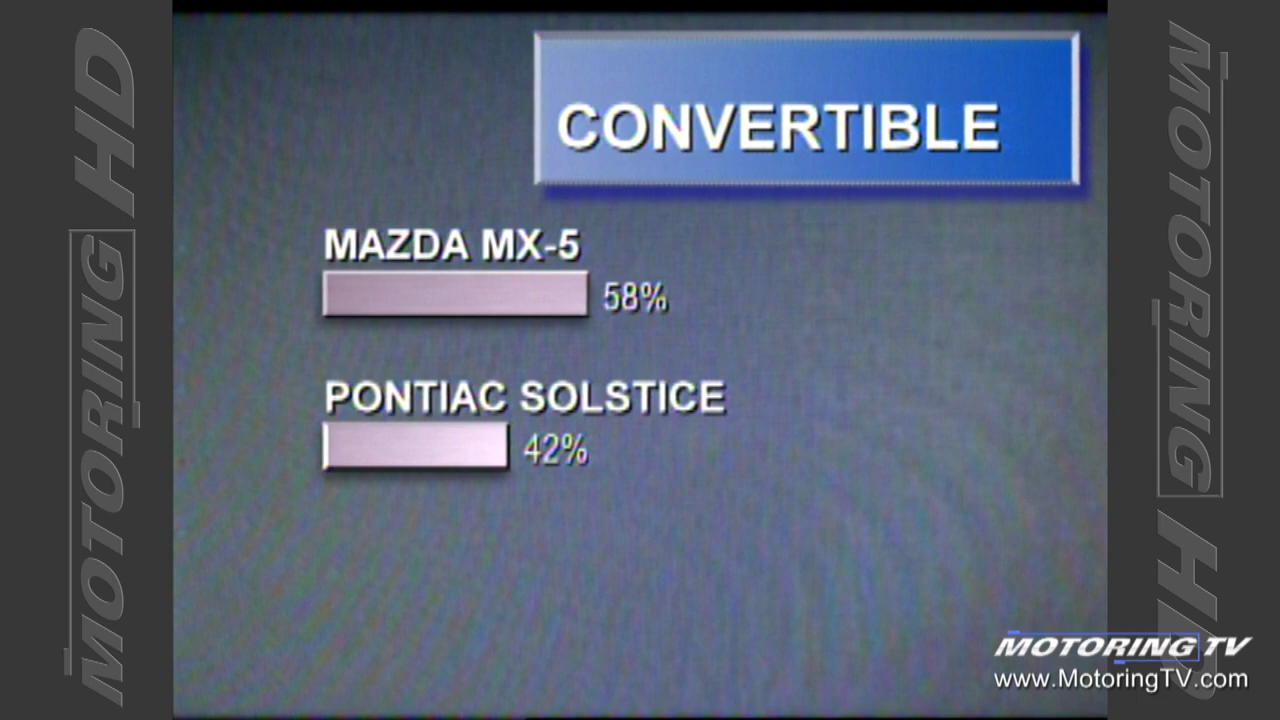 CONVERTIBLE
MAZDA MX-5
58%
PONTIAC SOLSTICE
42%
MOTORING HD
MOTORING HD
MOTORING TV
www.MotoringTV.com